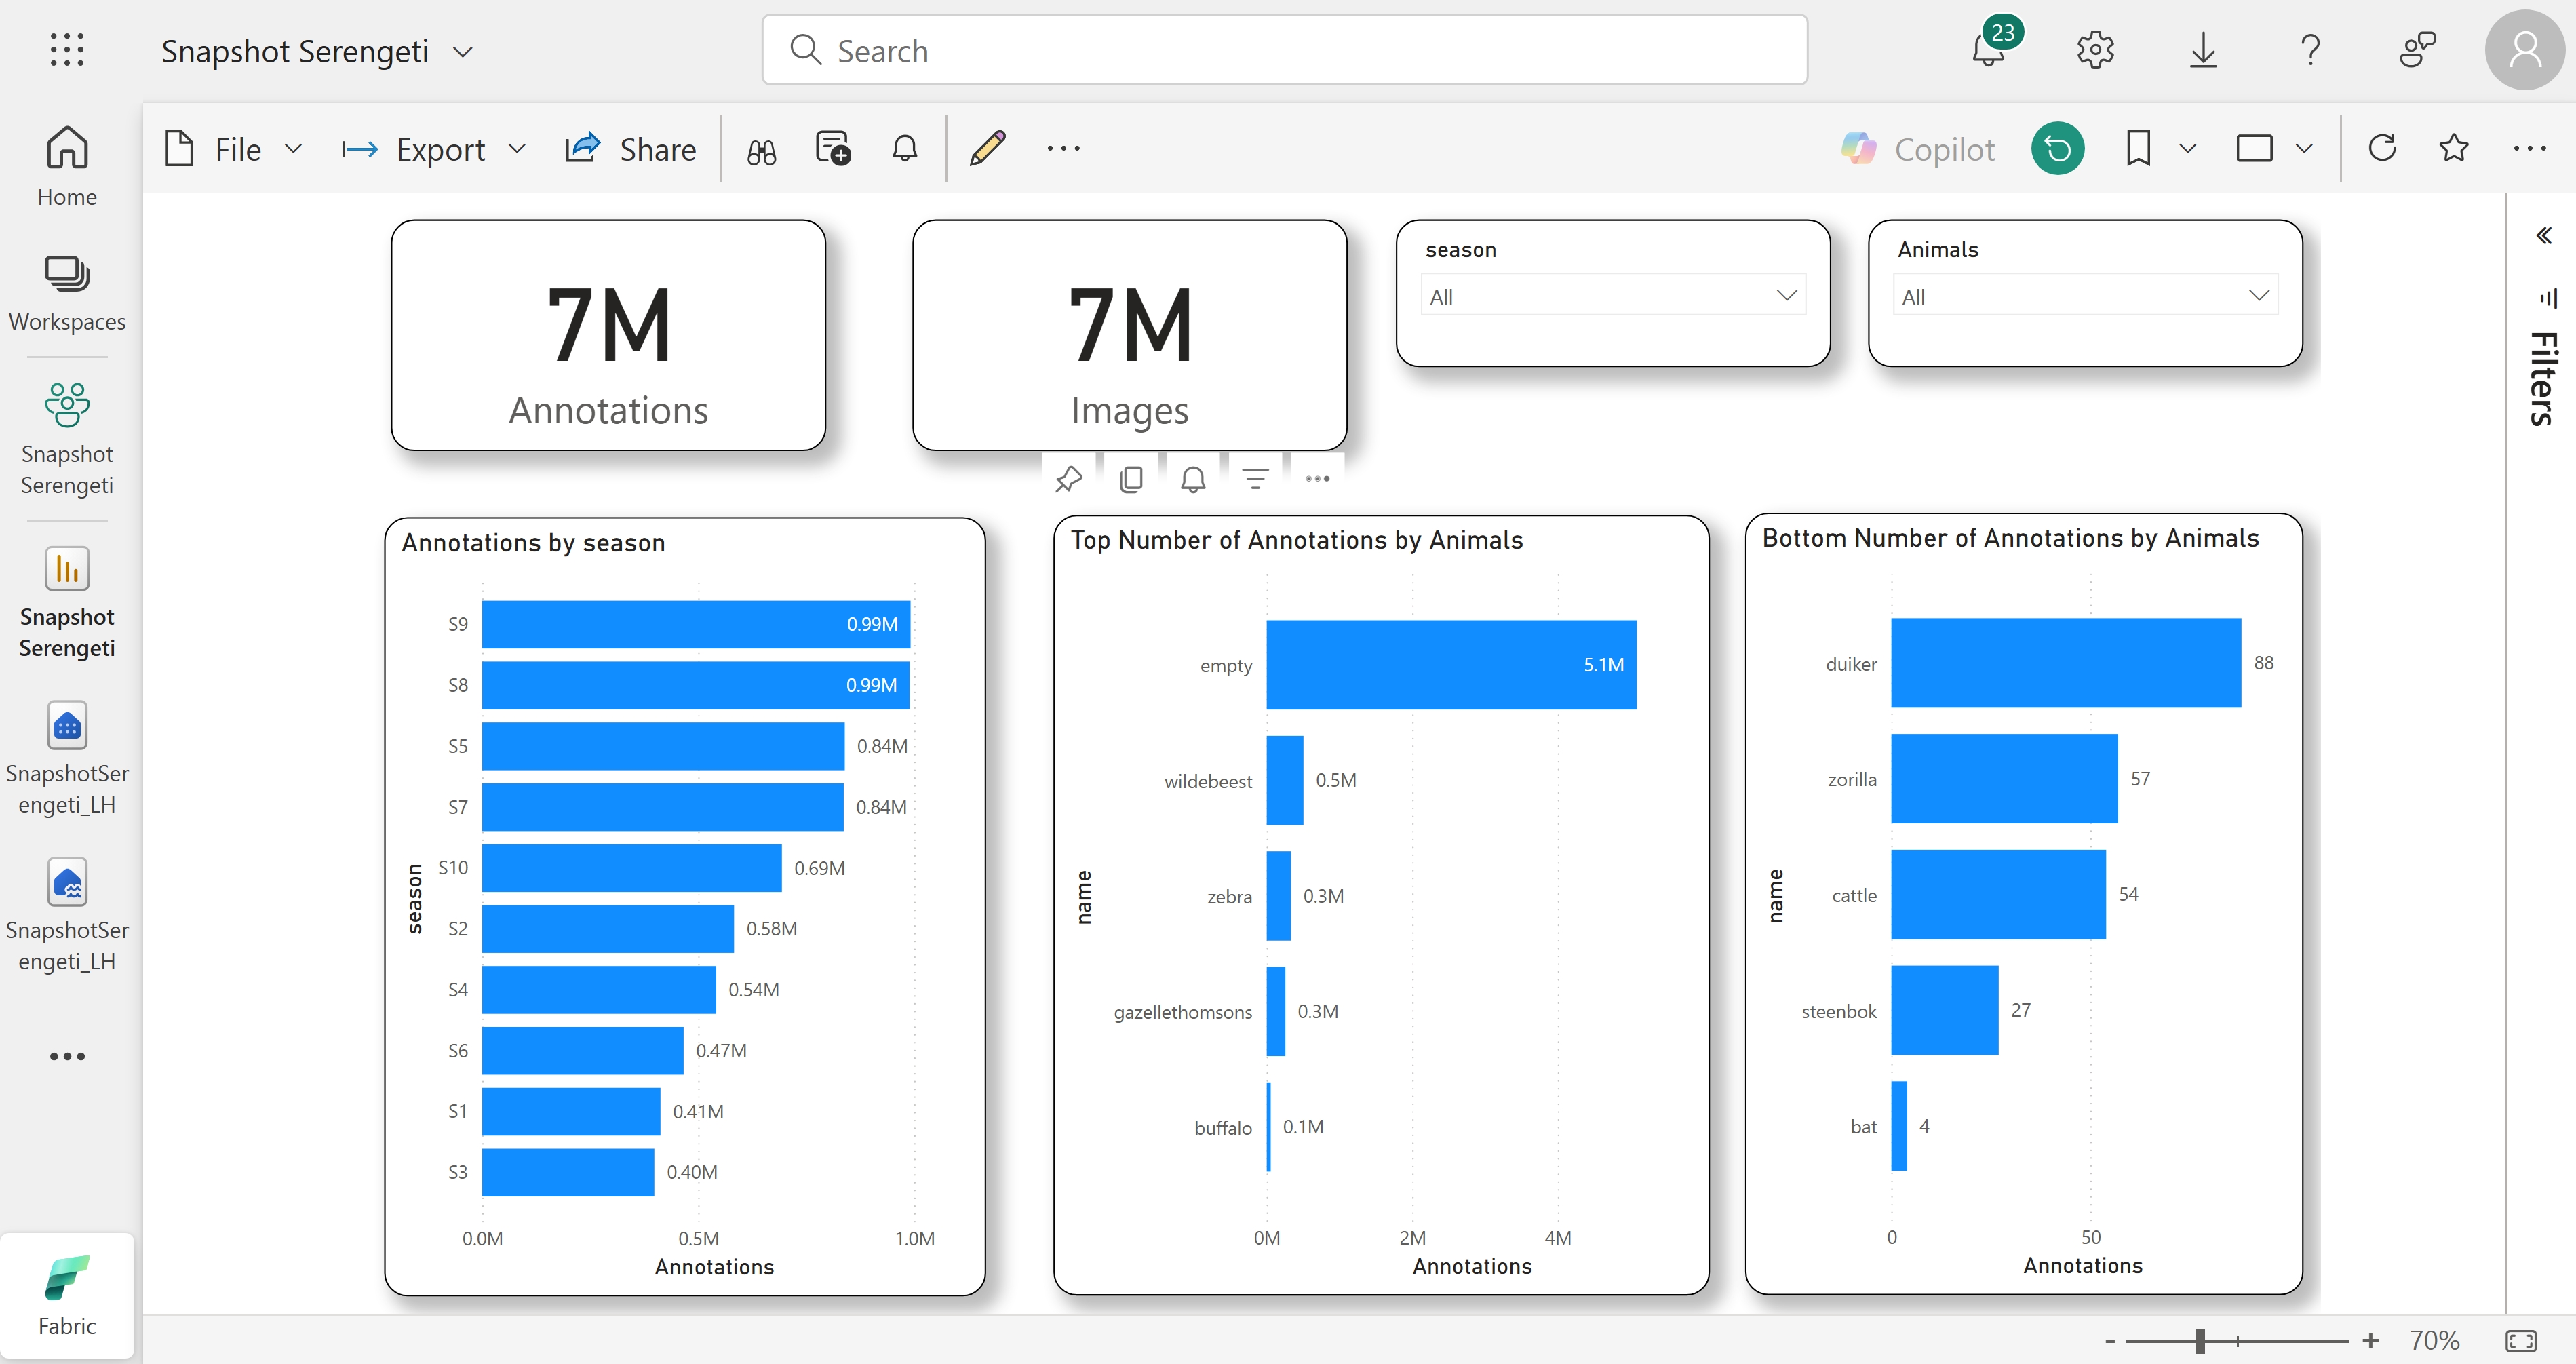 Snapshot Serengeti
Search
23
Home
Workspaces
Snapshot
Serengeti
Snapshot
Serengeti
SnapshotSer
engeti_LH
SnapshotSer
engeti_LH
Fabric
File
Export
Share
Copilot
7M
Annotations
7M
Images
season
All
Animals
All
Filters
Annotations by season
season
S9
0.99M
S8
0.99M
S5
0.84M
S7
0.84M
S10
0.69M
S2
0.58M
S4
0.54M
S6
0.47M
S1
0.41M
S3
0.40M
0.0M
0.5M
1.0M
Annotations
Top Number of Annotations by Animals
name
empty
5.1M
wildebeest
0.5M
zebra
0.3M
gazellethomsons
0.3M
buffalo
0.1M
0M
2M
4M
Annotations
Bottom Number of Annotations by Animals
name
duiker
88
zorilla
57
cattle
54
steenbok
27
bat
4
0
50
Annotations
- + 70%